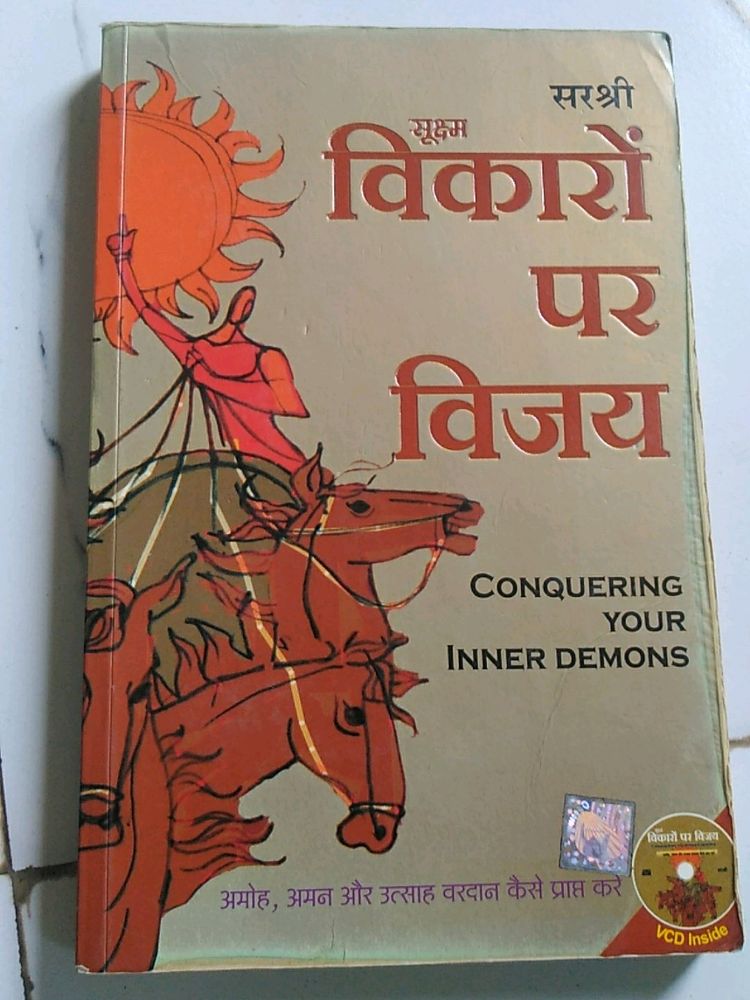 सरश्री
सूक्ष्म
विकारों
पर
विजय
CONQUERING
YOUR
INNER DEMONS
अमोह, अमन और उत्साह वरदान कैसे प्राप्त करें
विकारों पर विजय
VCD Inside